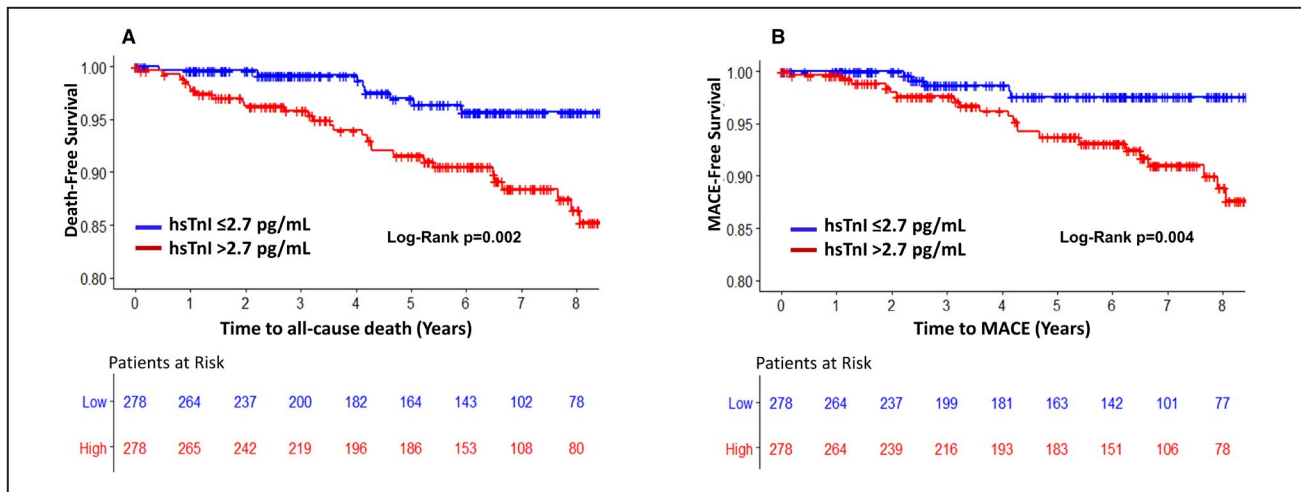 A
Death-Free Survival
1.00
0.95
0.90
0.85
0.80
hsTnI ≤2.7 pg/mL
hsTnI >2.7 pg/mL
Log-Rank p=0.002
0 1 2 3 4 5 6 7 8
Time to all-cause death (Years)
Patients at Risk
Low 278 264 237 200 182 164 143 102 78
High 278 265 242 219 196 186 153 108 80
B
MACE-Free Survival
1.00
0.95
0.90
0.85
0.80
hsTnI ≤2.7 pg/mL
hsTnI >2.7 pg/mL
Log-Rank p=0.004
0 1 2 3 4 5 6 7 8
Time to MACE (Years)
Patients at Risk
Low 278 264 237 199 181 163 142 101 77
High 278 264 239 216 193 183 151 106 78